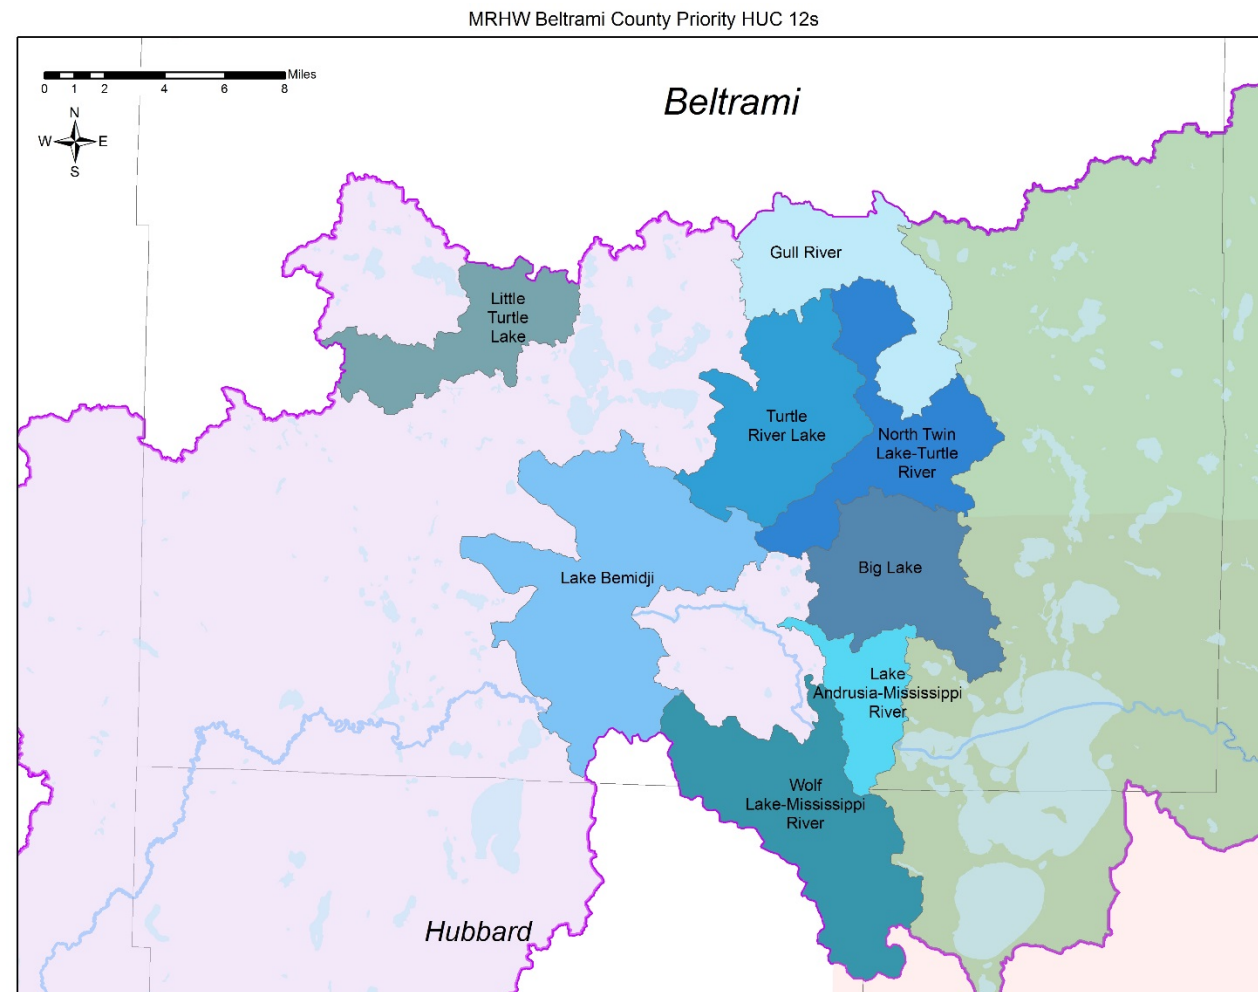 MRHW Beltrami County Priority HUC 12s
Miles
0 1 2 4 6 8
N
W E
S
Beltrami
Gull River
Little
Turtle
Lake
Turtle
River Lake
North Twin
Lake-Turtle
River
Big Lake
Lake Bemidji
Lake
Andrusia-Mississippi
River
Wolf
Lake-Mississippi
River
Hubbard